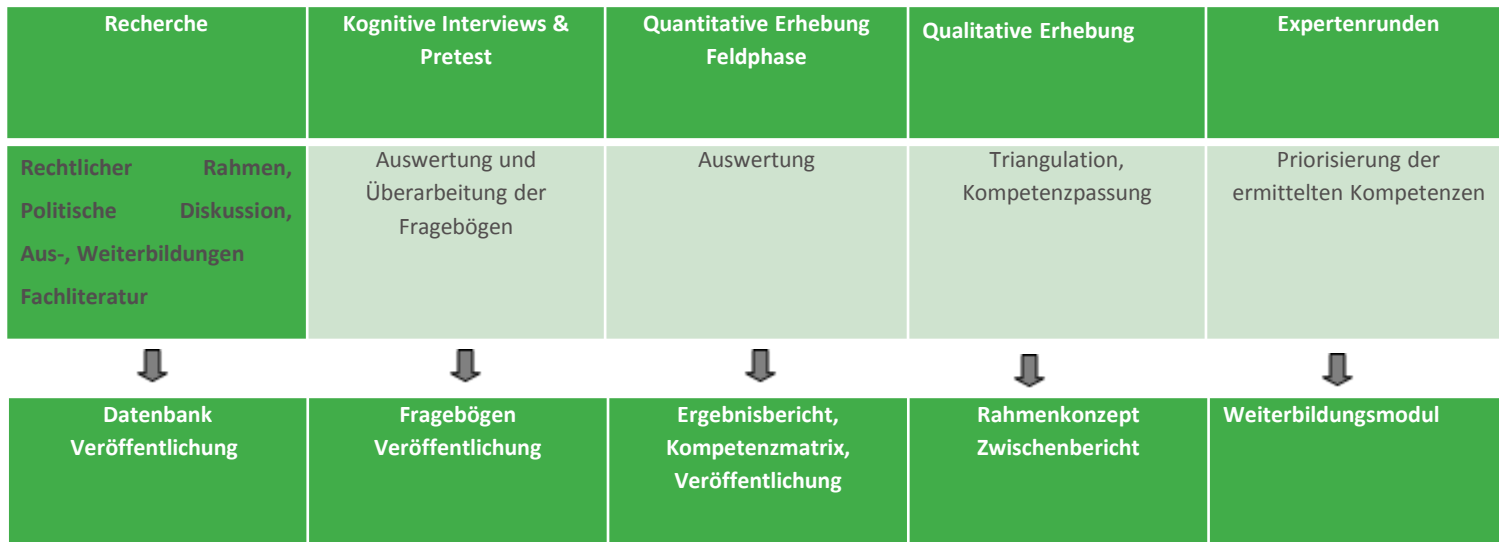 Recherche
Kognitive Interviews &
Pretest
Quantitative Erhebung
Feldphase
Qualitative Erhebung
Expertenrunden
Rechtlicher Rahmen,
Politische Diskussion,
Aus-, Weiterbildungen
Fachliteratur
Auswertung und
Überarbeitung der
Fragebögen
Auswertung
Triangulation,
Kompetenzpassung
Priorisierung der
ermittelten Kompetenzen
Datenbank
Veröffentlichung
Fragebögen
Veröffentlichung
Ergebnisbericht,
Kompetenzmatrix,
Veröffentlichung
Rahmenkonzept
Zwischenbericht
Weiterbildungsmodul